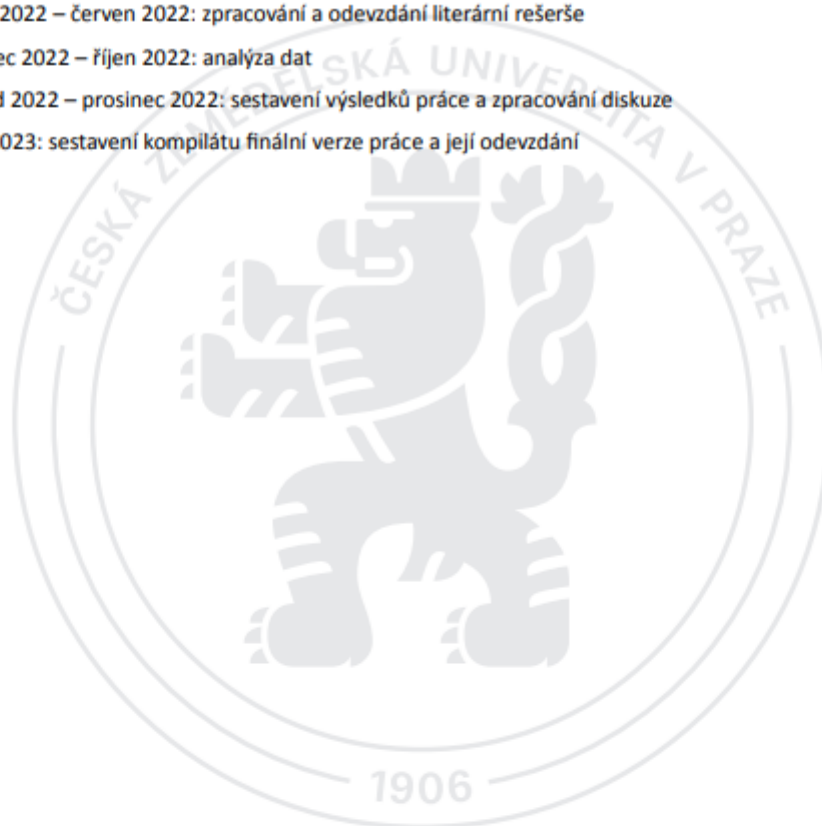 2022 – červen 2022: zpracování a odevzdání literární rešerše
ec 2022 – říjen 2022: analýza dat
d 2022 – prosinec 2022: sestavení výsledků práce a zpracování diskuze
023: sestavení kompilátu finální verze práce a její odevzdání
ČESKÁ ZEMĚDĚLSKÁ UNIVERZITA V PRAZE
1906